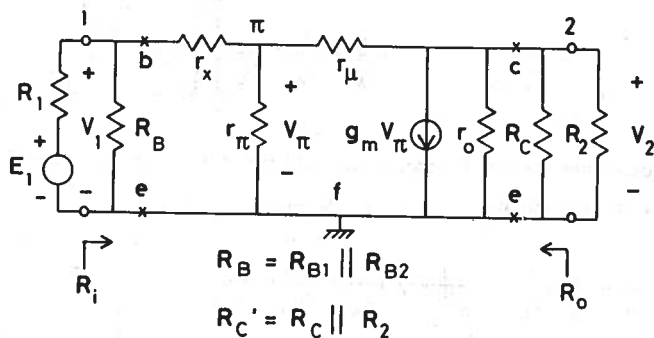 1 π 2
b r_x r_μ c
R_1 + V_1 - R_B r_π + V_π - g_m V_π r_o R_C R_2 + V_2 -
+ E_1 -
e f e
R_i R_o
R_B = R_B1 || R_B2
R_C' = R_C || R_2